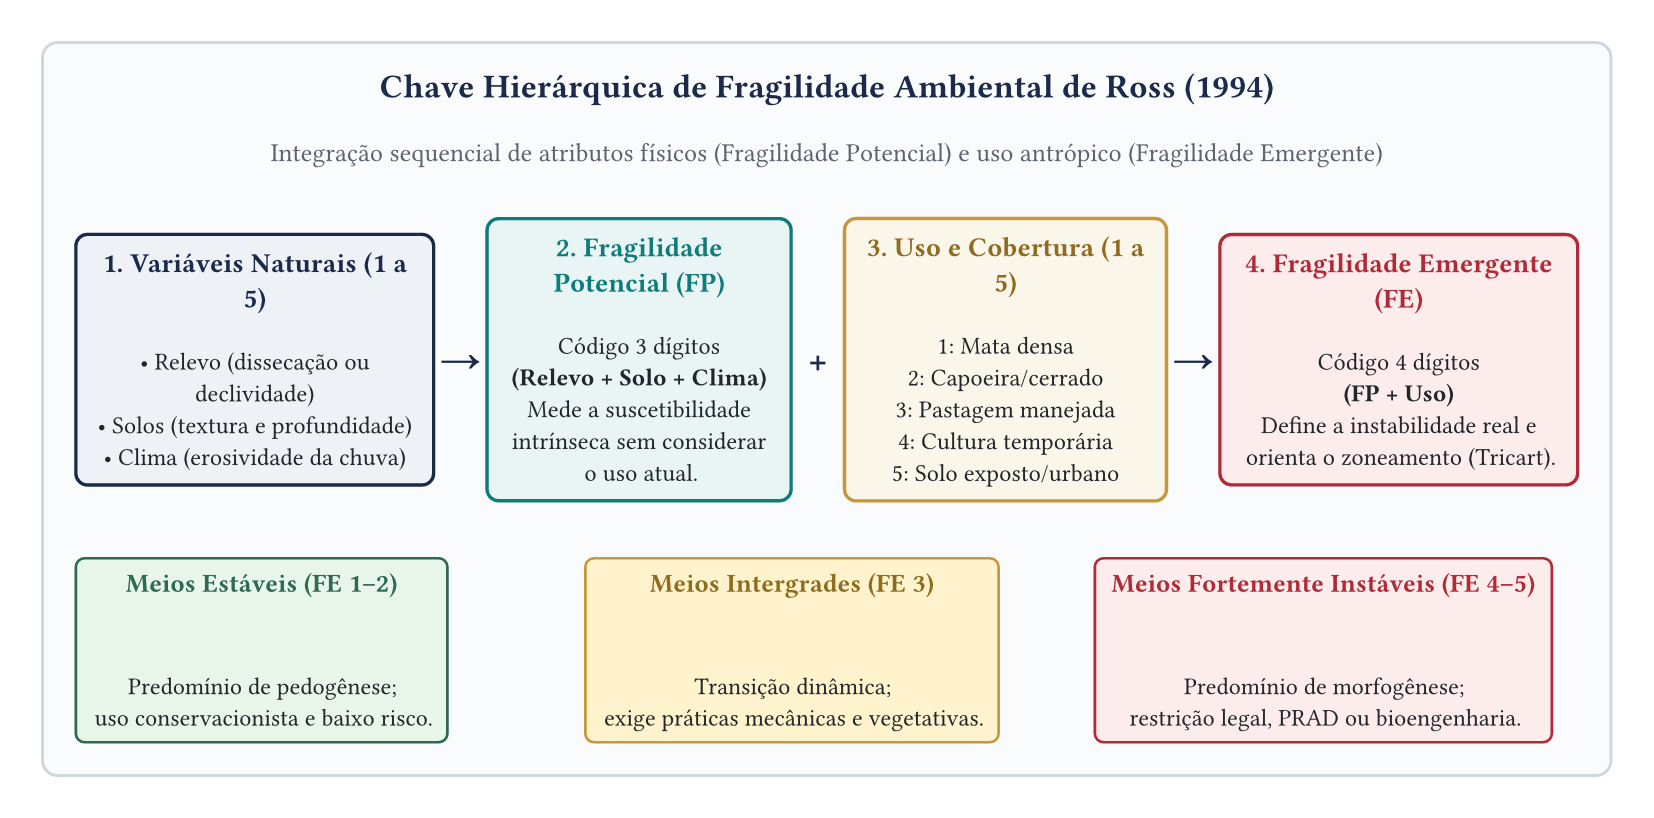 Chave Hierárquica de Fragilidade Ambiental de Ross (1994)
Integração sequencial de atributos físicos (Fragilidade Potencial) e uso antrópico (Fragilidade Emergente)
1. Variáveis Naturais (1 a
5)
• Relevo (dissecação ou
declividade)
• Solos (textura e profundidade)
• Clima (erosividade da chuva)
→
2. Fragilidade
Potencial (FP)
Código 3 dígitos
(Relevo + Solo + Clima)
Mede a suscetibilidade
intrínseca sem considerar
o uso atual.
+
3. Uso e Cobertura (1 a
5)
1: Mata densa
2: Capoeira/cerrado
3: Pastagem manejada
4: Cultura temporária
5: Solo exposto/urbano
→
4. Fragilidade Emergente
(FE)
Código 4 dígitos
(FP + Uso)
Define a instabilidade real e
orienta o zoneamento (Tricart).
Meios Estáveis (FE 1–2)
Predomínio de pedogênese;
uso conservacionista e baixo risco.
Meios Intergrades (FE 3)
Transição dinâmica;
exige práticas mecânicas e vegetativas.
Meios Fortemente Instáveis (FE 4–5)
Predomínio de morfogênese;
restrição legal, PRAD ou bioengenharia.